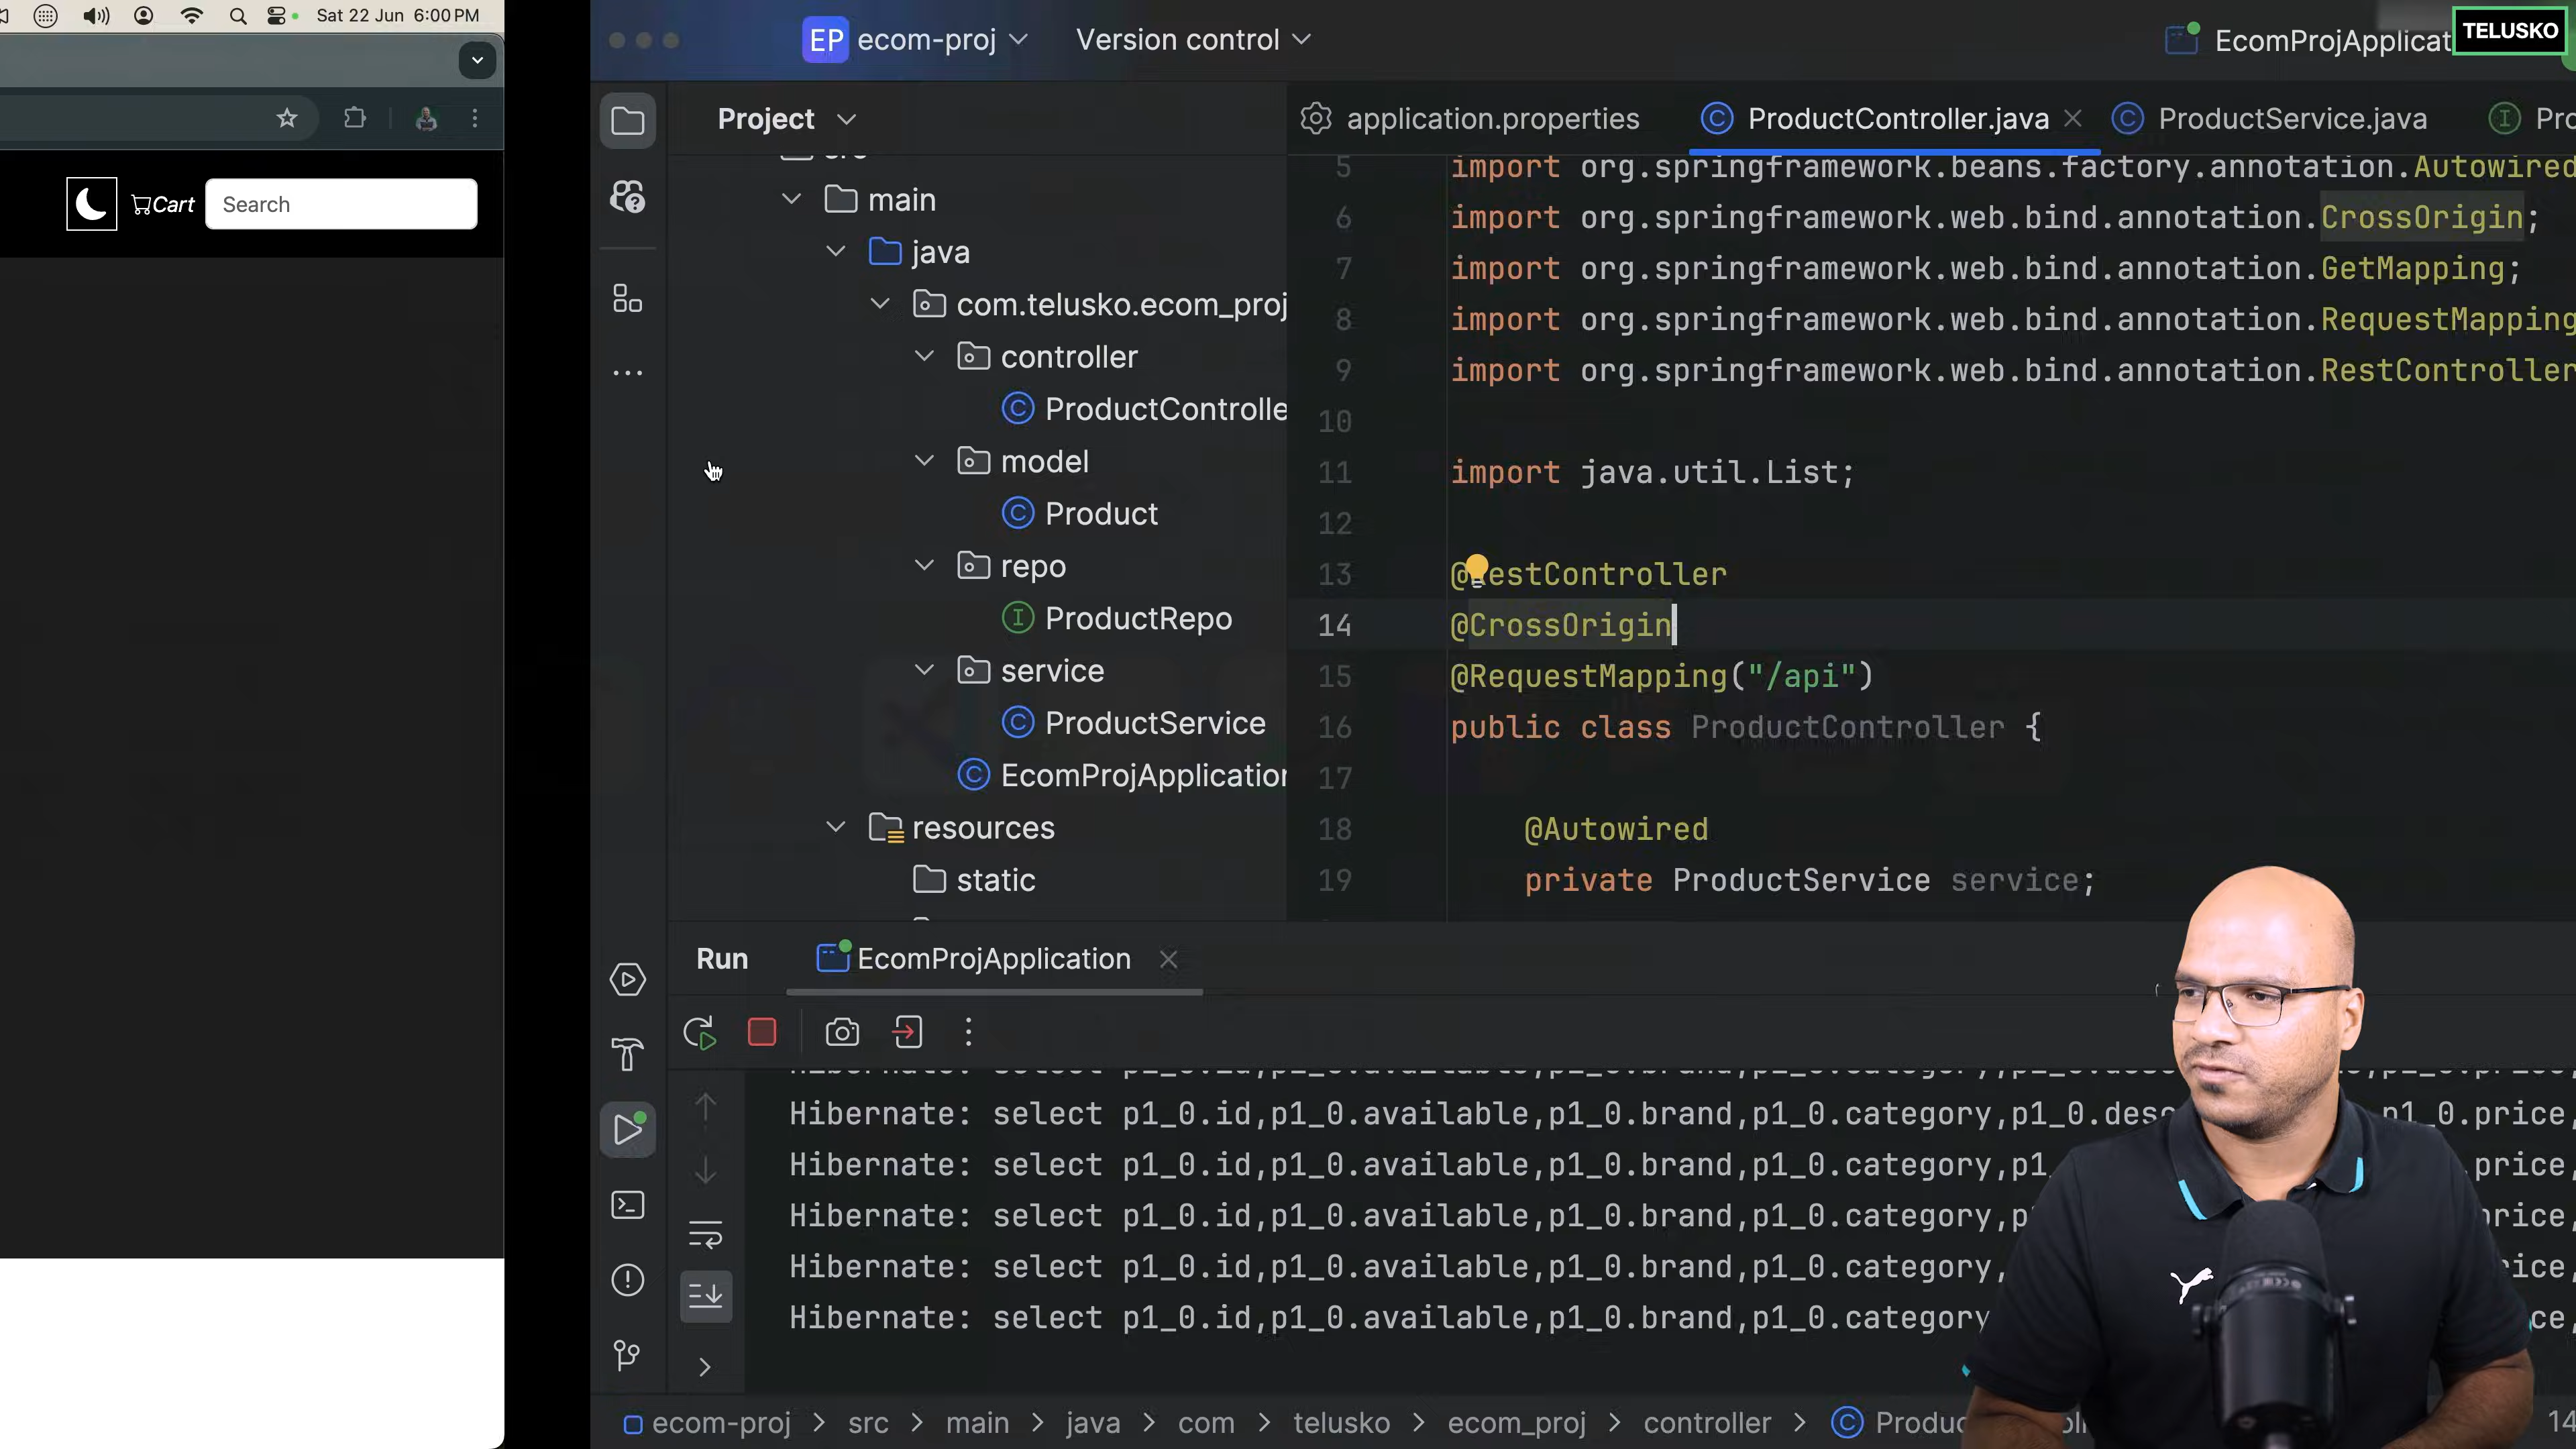 Sat 22 Jun 6:00 PM
Cart
Search
EP ecom-proj
Version control
TELUSKO
Project
application.properties
ProductController.java
ProductService.java
main
java
com.telusko.ecom_proj
controller
ProductControlle
model
Product
repo
ProductRepo
service
ProductService
EcomProjApplication
resources
static
5 import org.springframework.beans.factory.annotation.Autowired
6 import org.springframework.web.bind.annotation.CrossOrigin;
7 import org.springframework.web.bind.annotation.GetMapping;
8 import org.springframework.web.bind.annotation.RequestMapping
9 import org.springframework.web.bind.annotation.RestController
10
11 import java.util.List;
12
13 @RestController
14 @CrossOrigin
15 @RequestMapping("/api")
16 public class ProductController {
17
18 @Autowired
19 private ProductService service;
Run
EcomProjApplication
Hibernate: select p1_0.id,p1_0.available,p1_0.brand,p1_0.category,p1_0.desc p1_0.price,
Hibernate: select p1_0.id,p1_0.available,p1_0.brand,p1_0.category,p1_ .price,
Hibernate: select p1_0.id,p1_0.available,p1_0.brand,p1_0.category,p
Hibernate: select p1_0.id,p1_0.available,p1_0.brand,p1_0.category,
Hibernate: select p1_0.id,p1_0.available,p1_0.brand,p1_0.category
ecom-proj > src > main > java > com > telusko > ecom_proj > controller > Produc